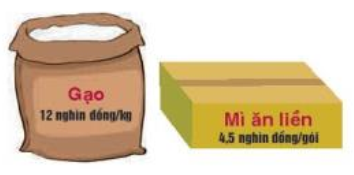 Gạo
12 nghìn đồng/kg
Mì ăn liền
4,5 nghìn đồng/gói